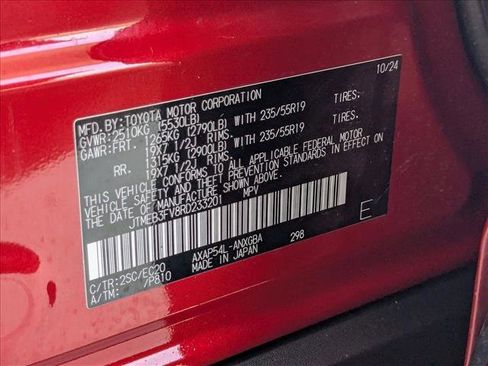 MFD.BY:TOYOTA MOTOR CORPORATION 10/24
GVWR:2510KG (5530LB)
GAWR:FRT. 1265KG (2790LB) WITH 235/55R19 TIRES.
19X7 1/2J RIMS.
RR. 1315KG (2900LB) WITH 235/55R19 TIRES.
19X7 1/2J RIMS.
THIS VEHICLE CONFORMS TO ALL APPLICABLE FEDERAL MOTOR
VEHICLE SAFETY STANDARDS IN EFFECT ON
THE DATE OF MANUFACTURE SHOWN ABOVE.
JTMEB3FV8RD233201 MPV
E
C/TR:2SC/EC20 AXAP54L-ANXGBA 298
A/TM: /P810 MADE IN JAPAN